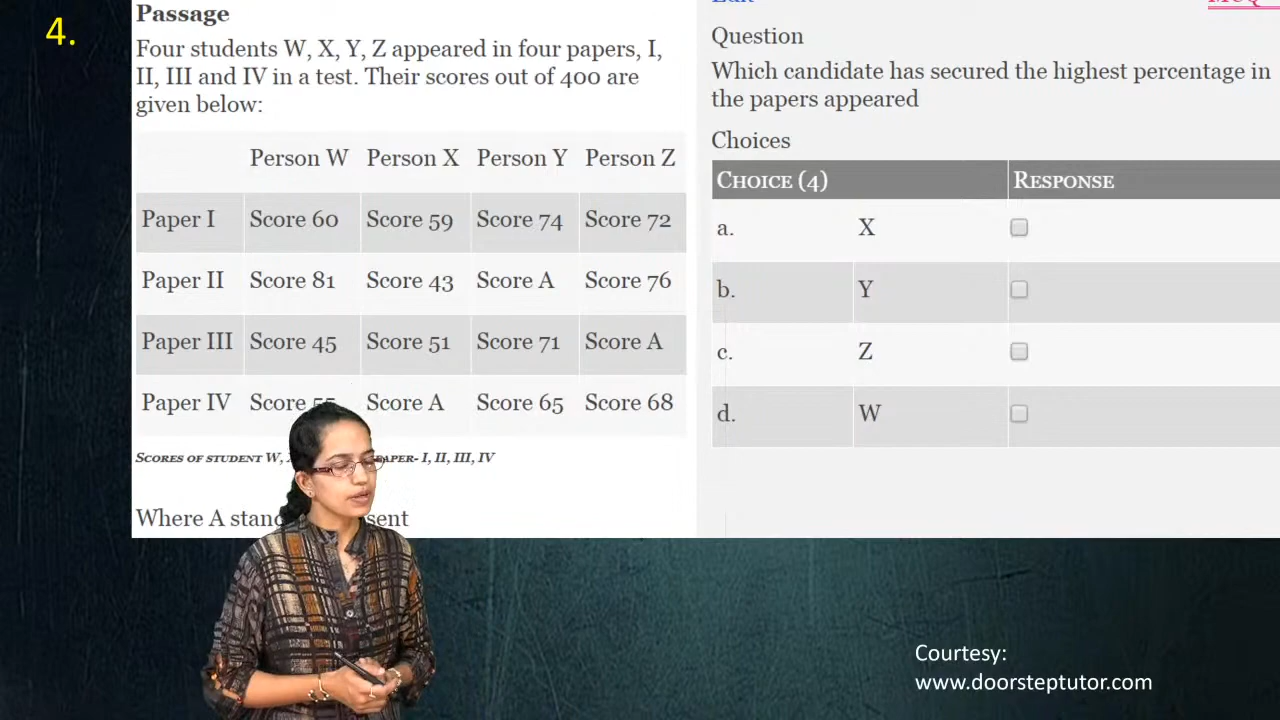 4.
Passage
Four students W, X, Y, Z appeared in four papers, I,
II, III and IV in a test. Their scores out of 400 are
given below:
Person W Person X Person Y Person Z
Paper I Score 60 Score 59 Score 74 Score 72
Paper II Score 81 Score 43 Score A Score 76
Paper III Score 45 Score 51 Score 71 Score A
Paper IV Score Score A Score 65 Score 68
SCORES OF STUDENT W, PAPER- I, II, III, IV
Where A
Question
Which candidate has secured the highest percentage in
the papers appeared
Choices
CHOICE (4) RESPONSE
a. X
b. Y
c. Z
d. W
Courtesy:
www.doorsteptutor.com